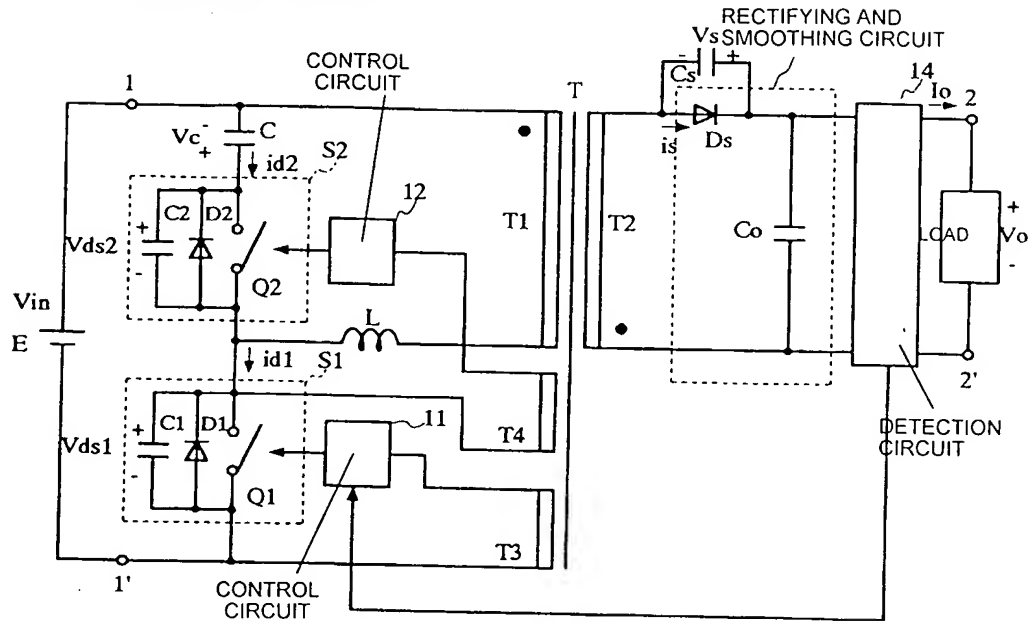 RECTIFYING AND
SMOOTHING CIRCUIT
Vs
- +
Cs
CONTROL
CIRCUIT
1
T
14
Io
2
Vc
-
+
C
id2
S2
is
Ds
12
C2
D2
+
-
Vds2
Q2
T1
T2
Co
LOAD
+
Vo
-
Vin
E
L
id1
S1
2'
C1
D1
+
-
Vds1
11
T4
DETECTION
CIRCUIT
Q1
T3
1'
CONTROL
CIRCUIT